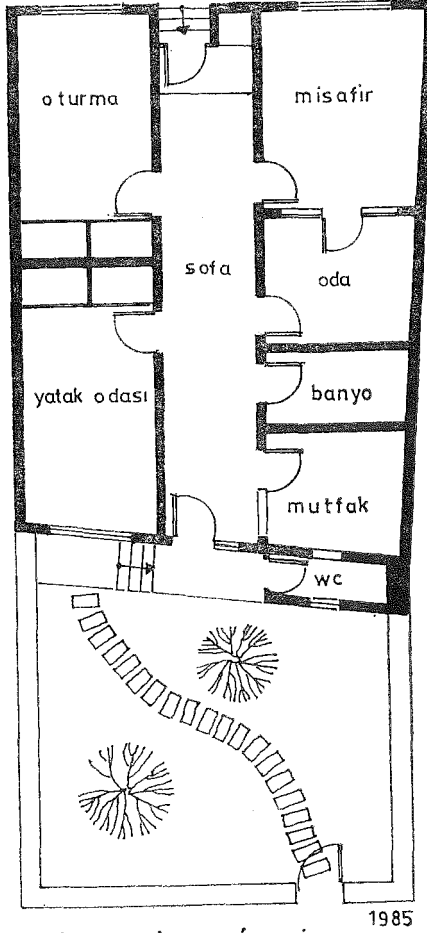 oturma
misafir
sofa
oda
yatak odası
banyo
mutfak
wc
1985